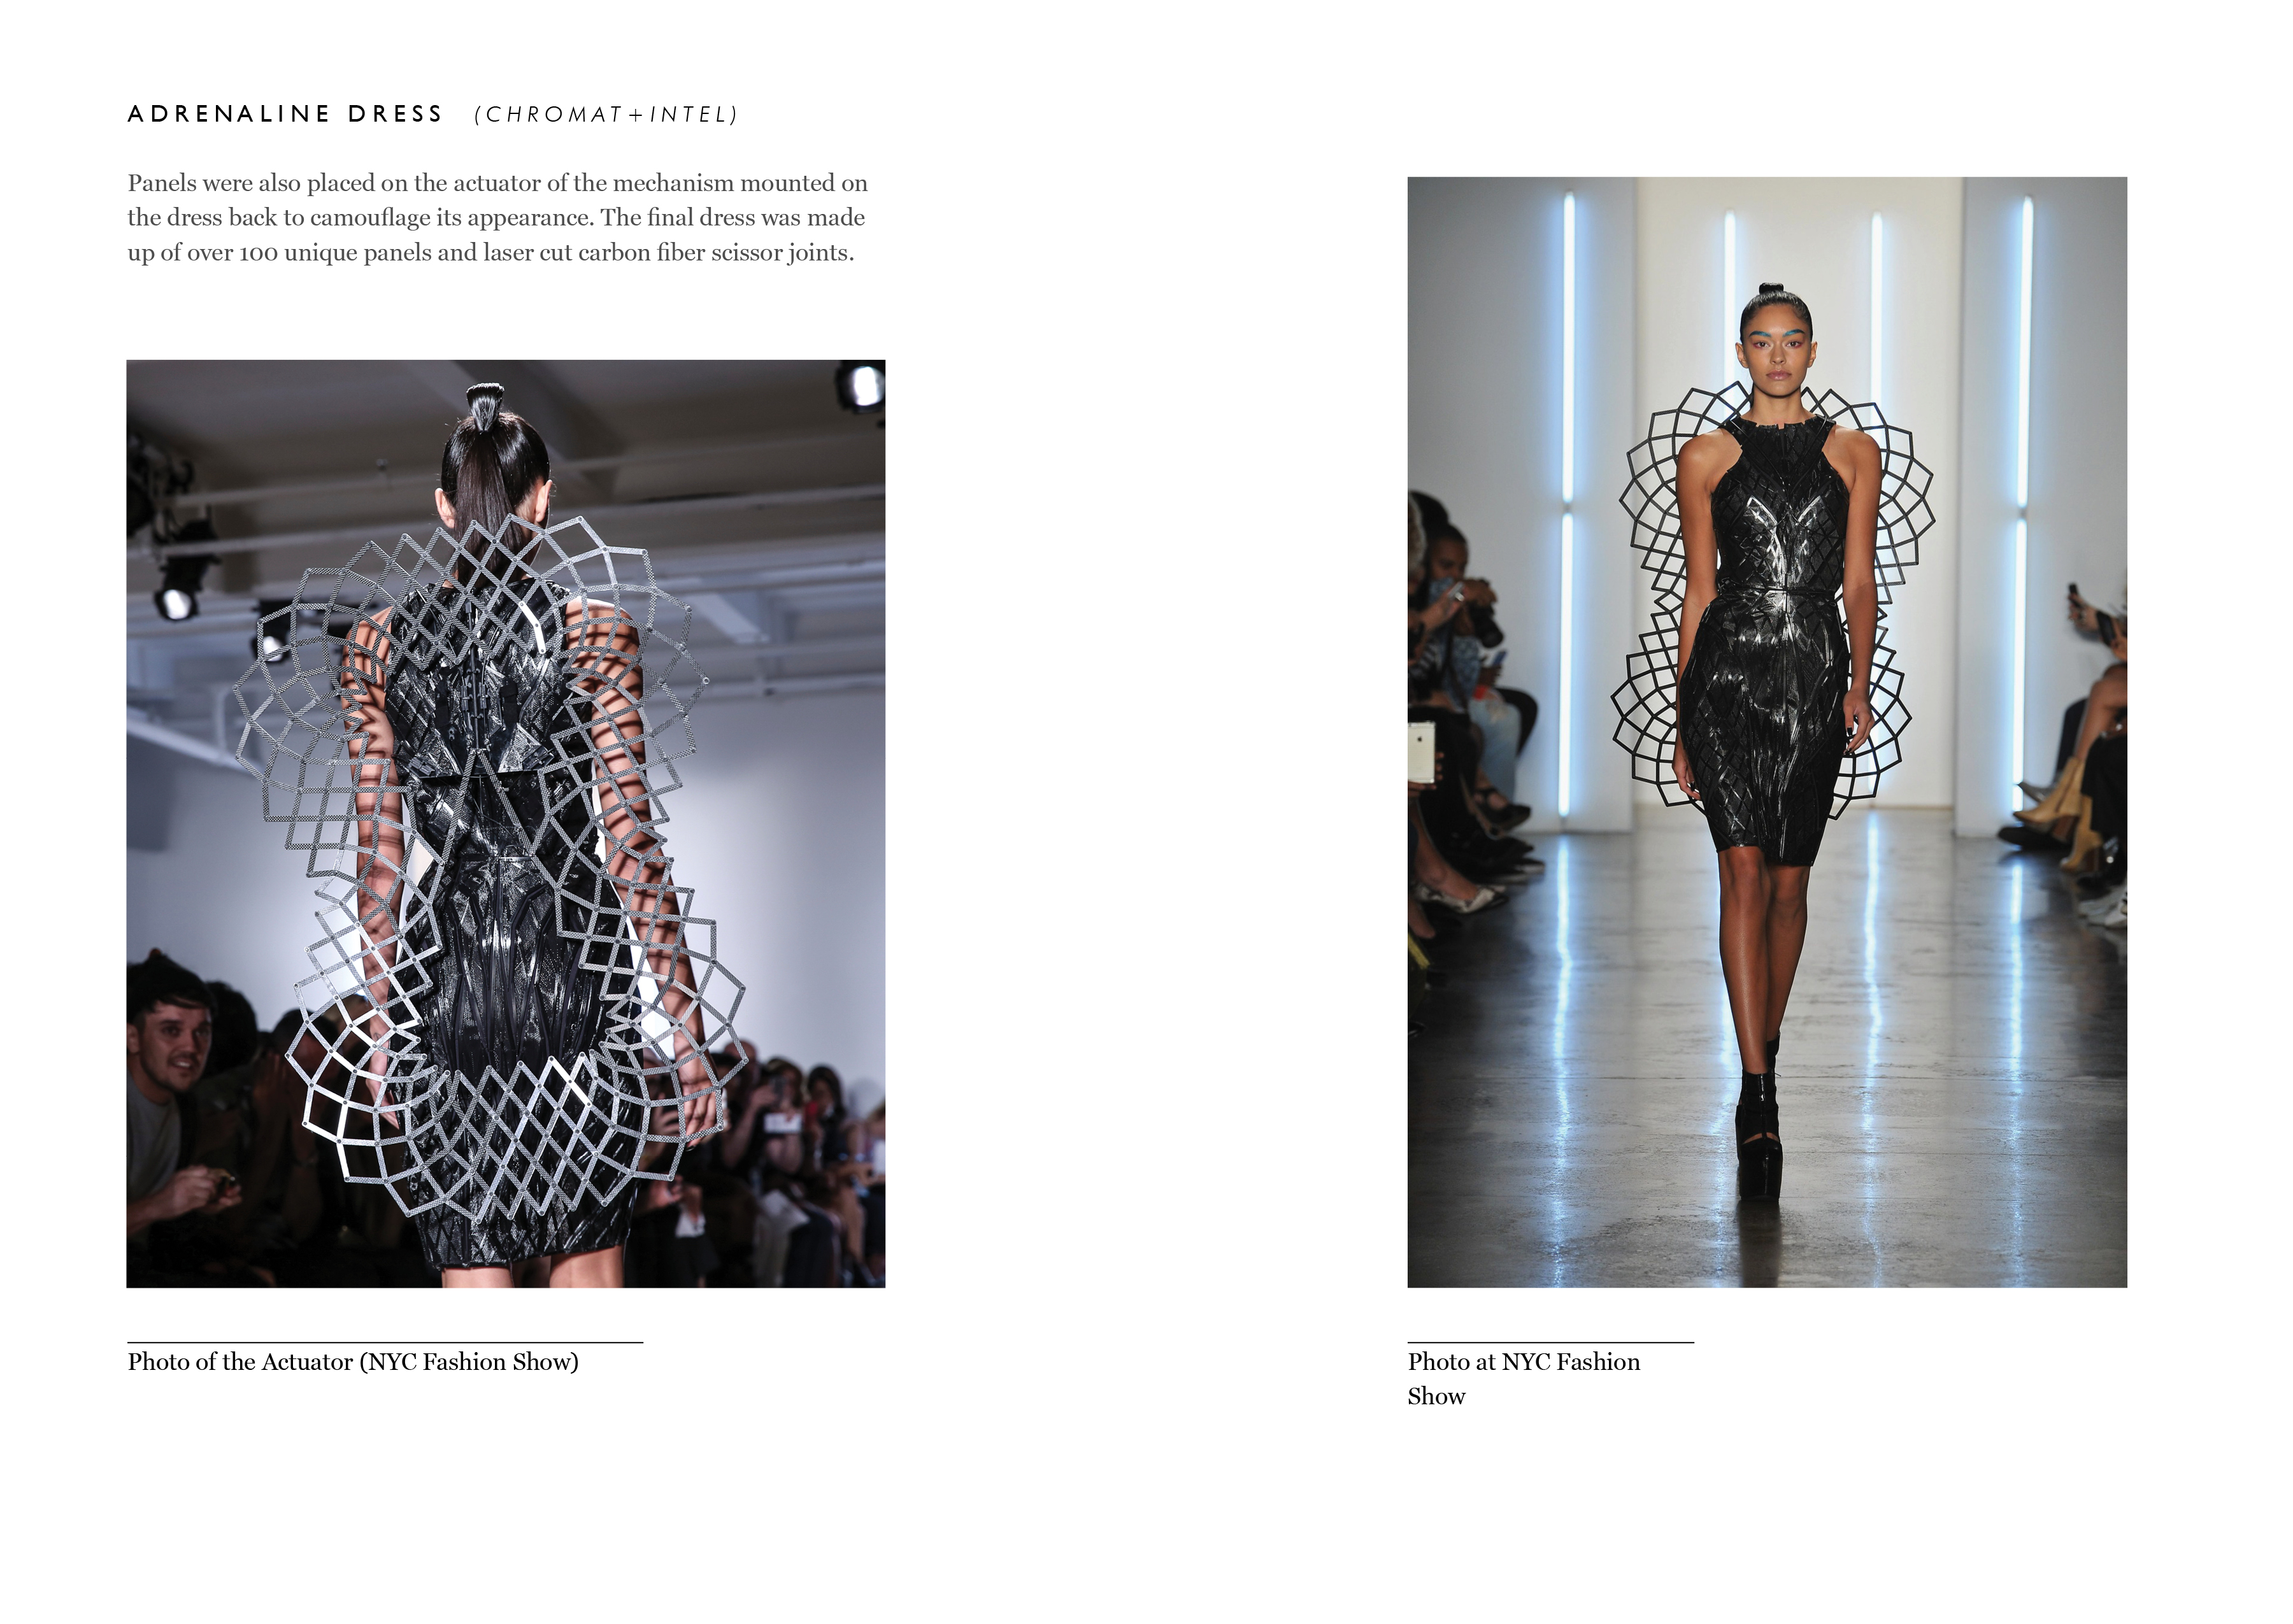 ADRENALINE DRESS (CHROMAT+INTEL)
Panels were also placed on the actuator of the mechanism mounted on
the dress back to camouflage its appearance. The final dress was made
up of over 100 unique panels and laser cut carbon fiber scissor joints.
Photo of the Actuator (NYC Fashion Show)
Photo at NYC Fashion
Show